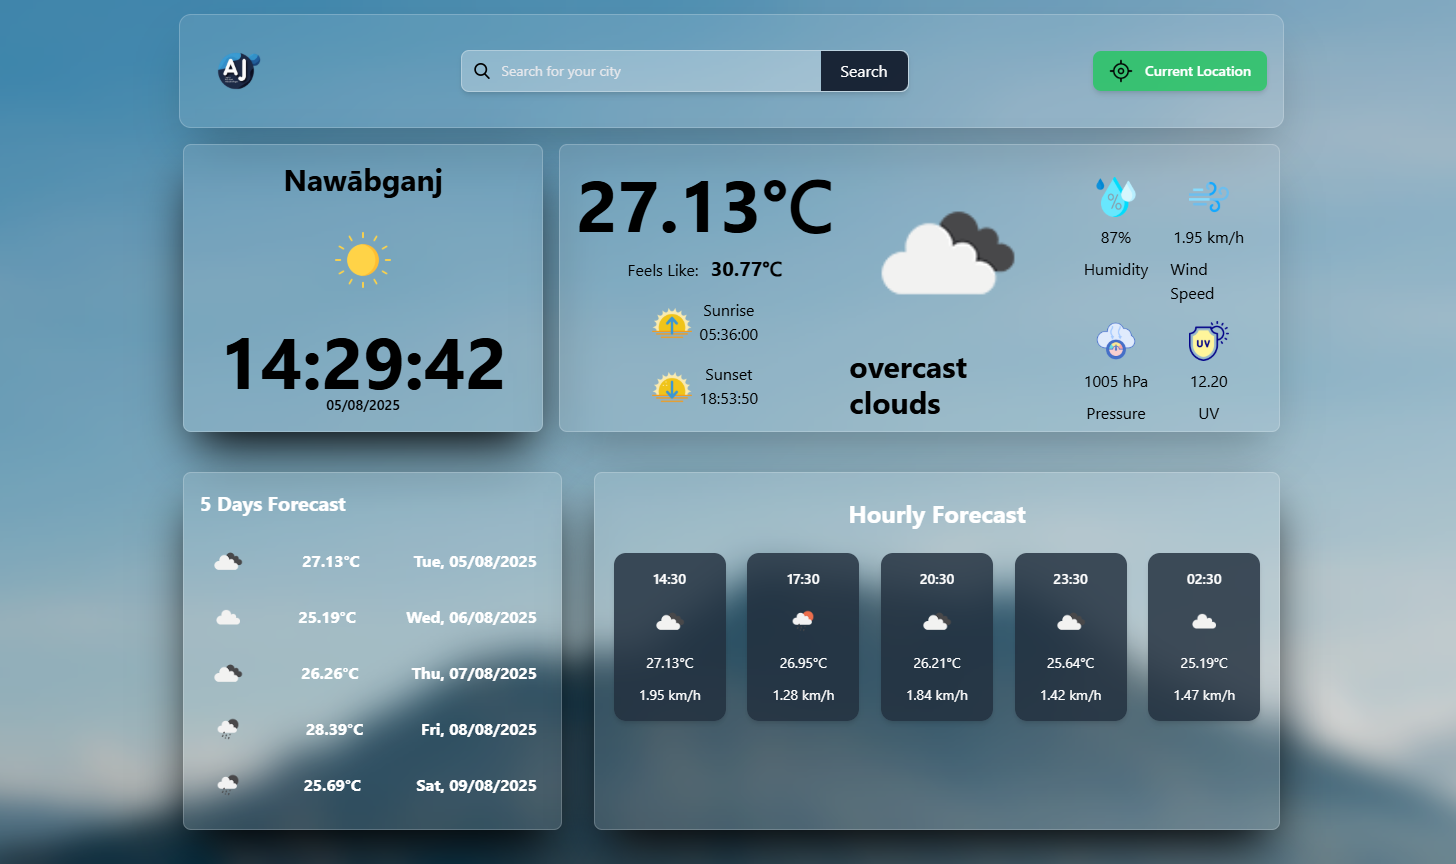 AJ
Search for your city
Search
Current Location
Nawābganj
14:29:42
05/08/2025
27.13°C
Feels Like: 30.77°C
Sunrise
05:36:00
Sunset
18:53:50
overcast
clouds
%
87%
Humidity
1.95 km/h
Wind
Speed
1005 hPa
Pressure
UV
12.20
UV
5 Days Forecast
27.13°C Tue, 05/08/2025
25.19°C Wed, 06/08/2025
26.26°C Thu, 07/08/2025
28.39°C Fri, 08/08/2025
25.69°C Sat, 09/08/2025
Hourly Forecast
14:30
27.13°C
1.95 km/h
17:30
26.95°C
1.28 km/h
20:30
26.21°C
1.84 km/h
23:30
25.64°C
1.42 km/h
02:30
25.19°C
1.47 km/h